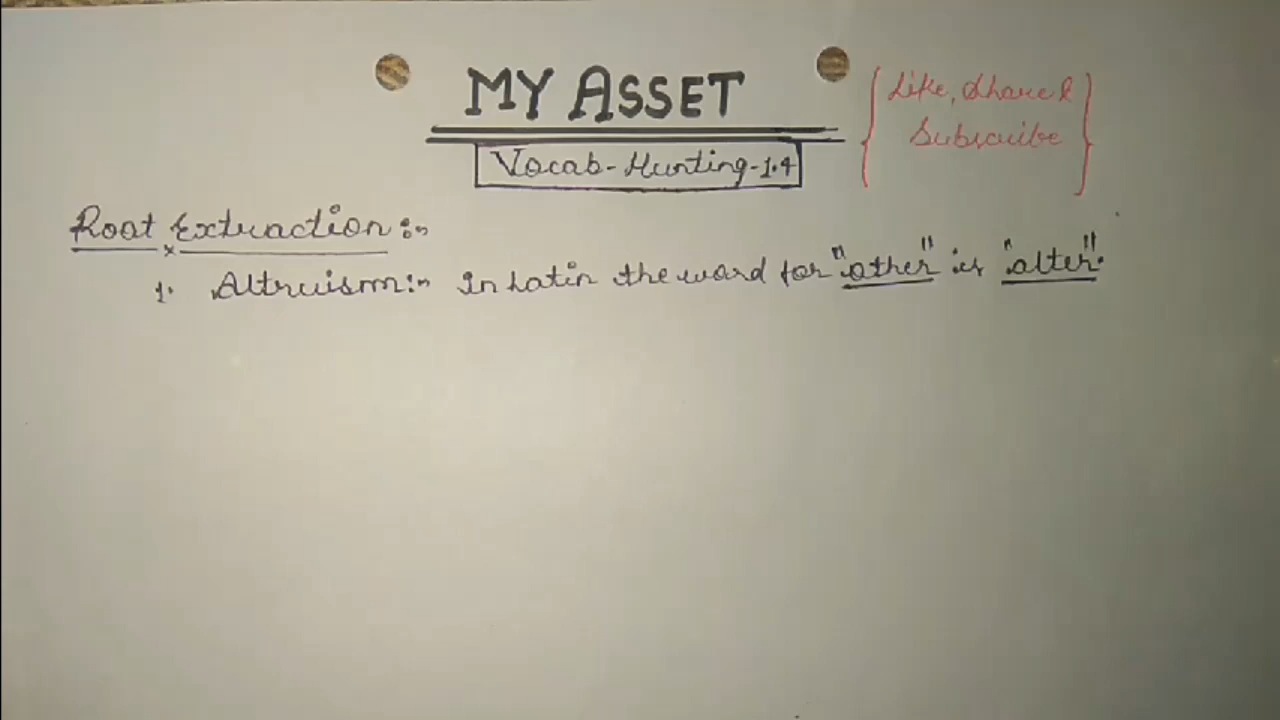 MY ASSET
{Like, Share &
Subscribe}
Vocab-Hunting-1.4
Root Extraction:-
1. Altruism:- In Latin the word for "other" is "alter".